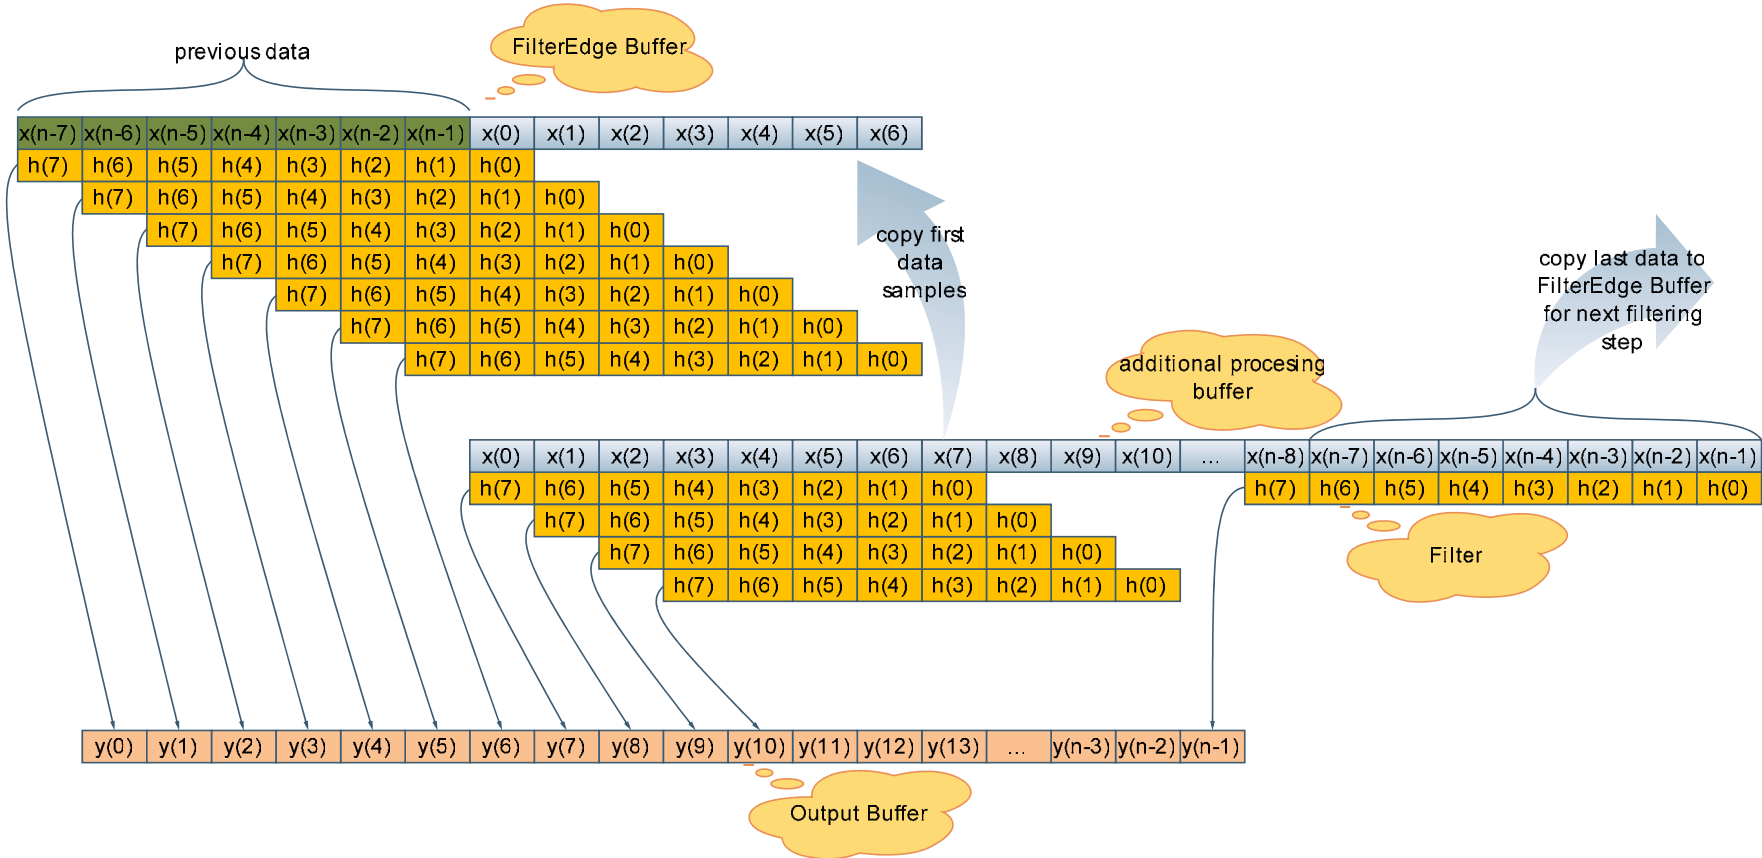 FilterEdge Buffer
previous data
x(n-7) x(n-6) x(n-5) x(n-4) x(n-3) x(n-2) x(n-1) x(0) x(1) x(2) x(3) x(4) x(5) x(6)
h(7) h(6) h(5) h(4) h(3) h(2) h(1) h(0)
h(7) h(6) h(5) h(4) h(3) h(2) h(1) h(0)
h(7) h(6) h(5) h(4) h(3) h(2) h(1) h(0)
h(7) h(6) h(5) h(4) h(3) h(2) h(1) h(0)
h(7) h(6) h(5) h(4) h(3) h(2) h(1) h(0)
h(7) h(6) h(5) h(4) h(3) h(2) h(1) h(0)
h(7) h(6) h(5) h(4) h(3) h(2) h(1) h(0)
copy first
data
samples
copy last data to
FilterEdge Buffer
for next filtering
step
additional procesing
buffer
x(0) x(1) x(2) x(3) x(4) x(5) x(6) x(7) x(8) x(9) x(10) ... x(n-8) x(n-7) x(n-6) x(n-5) x(n-4) x(n-3) x(n-2) x(n-1)
h(7) h(6) h(5) h(4) h(3) h(2) h(1) h(0) h(7) h(6) h(5) h(4) h(3) h(2) h(1) h(0)
h(7) h(6) h(5) h(4) h(3) h(2) h(1) h(0)
h(7) h(6) h(5) h(4) h(3) h(2) h(1) h(0)
h(7) h(6) h(5) h(4) h(3) h(2) h(1) h(0)
Filter
y(0) y(1) y(2) y(3) y(4) y(5) y(6) y(7) y(8) y(9) y(10) y(11) y(12) y(13) ... y(n-3) y(n-2) y(n-1)
Output Buffer